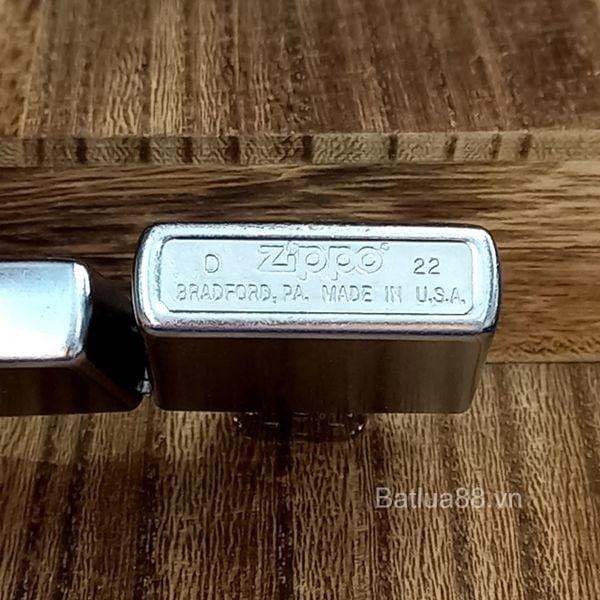 D Zippo® 22
BRADFORD, PA. MADE IN U.S.A.
Batlua88.vn